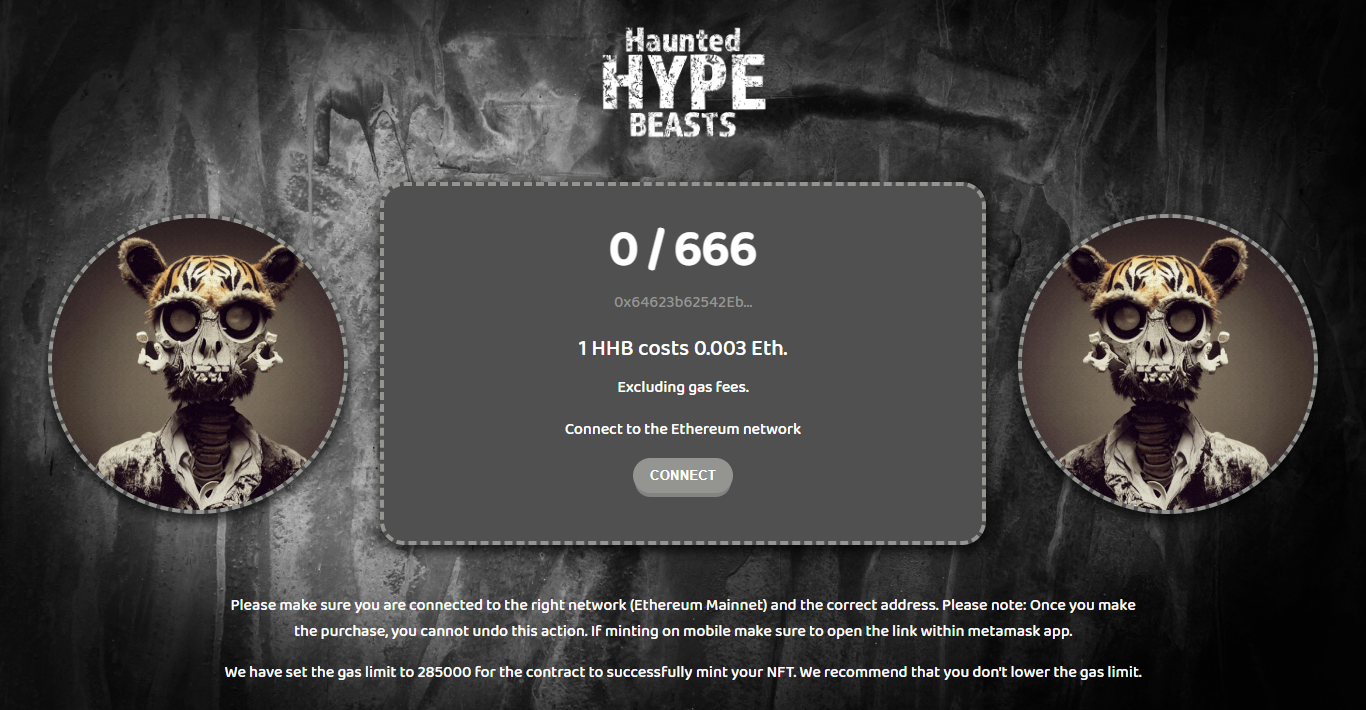 Haunted
HYPE
BEASTS
0 / 666
0x64623b62542Eb...
1 HHB costs 0.003 Eth.
Excluding gas fees.
Connect to the Ethereum network
CONNECT
Please make sure you are connected to the right network (Ethereum Mainnet) and the correct address. Please note: Once you make
the purchase, you cannot undo this action. If minting on mobile make sure to open the link within metamask app.
We have set the gas limit to 285000 for the contract to successfully mint your NFT. We recommend that you don't lower the gas limit.